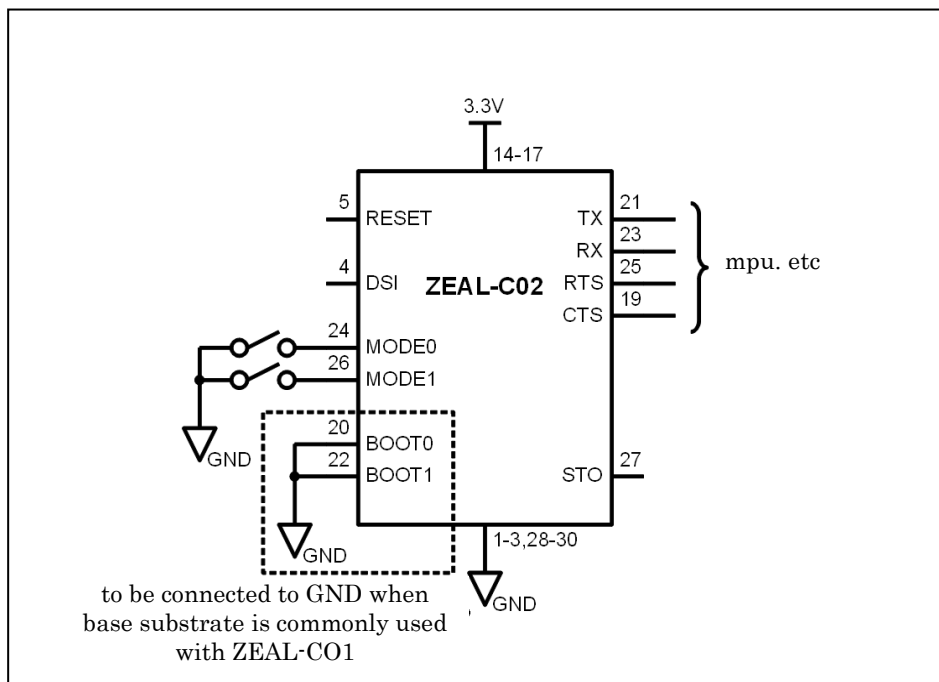 3.3V
14-17
5
RESET
TX
21
RX
23
4
DSI
ZEAL-C02
RTS
25
mpu. etc
CTS
19
24
MODE0
26
MODE1
GND
20
BOOT0
22
BOOT1
STO
27
GND
1-3,28-30
GND
to be connected to GND when
base substrate is commonly used
with ZEAL-CO1